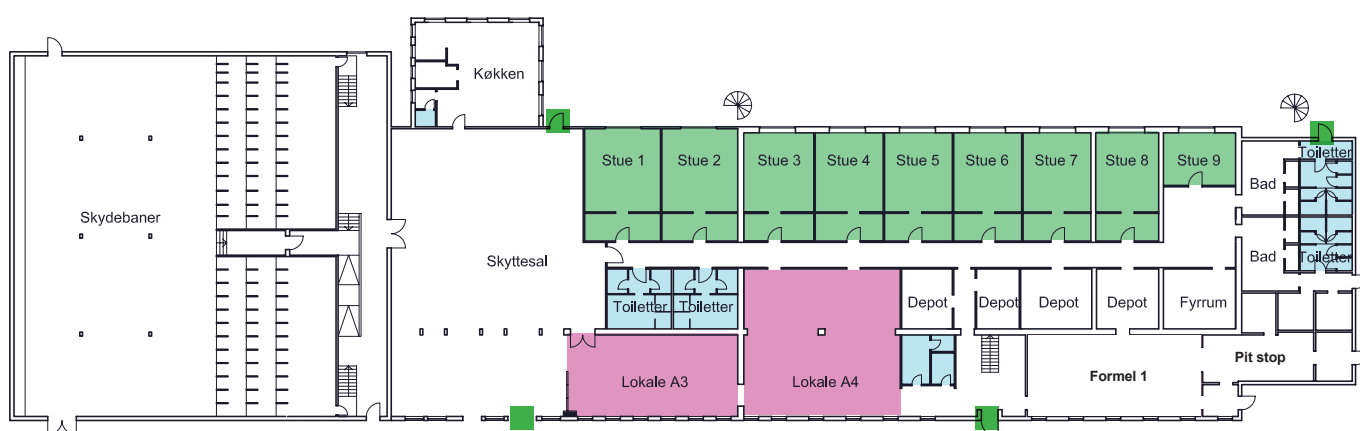 Køkken
Stue 1
Stue 2
Stue 3
Stue 4
Stue 5
Stue 6
Stue 7
Stue 8
Stue 9
Toiletter
Bad
Skydebaner
Skyttesal
Bad
Toiletter
Toiletter
Toiletter
Depot
Depot
Depot
Depot
Fyrrum
Pit stop
Lokale A3
Lokale A4
Formel 1